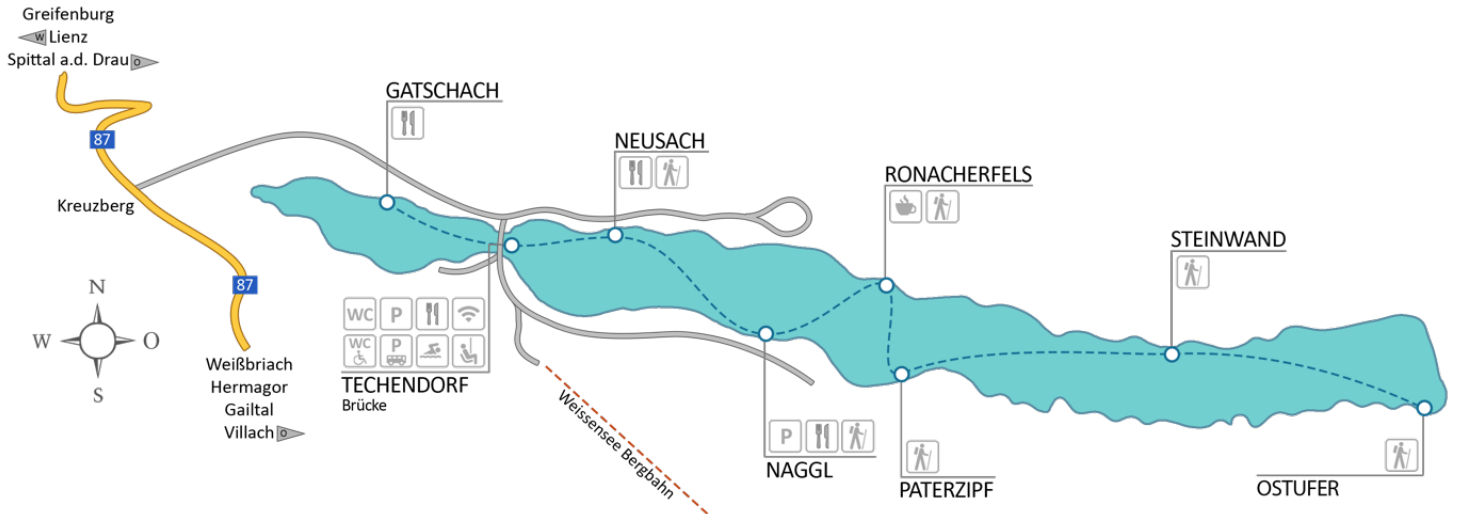 Greifenburg
W Lienz
Spittal a.d. Drau O
87
Kreuzberg
87
Weißbriach
Hermagor
Gailtal
Villach O
N
W O
S
GATSCHACH
NEUSACH
RONACHERFELS
STEINWAND
WC P
WC P
TECHENDORF
Brücke
Weissensee Bergbahn
P
NAGGL
PATERZIPF
OSTUFER